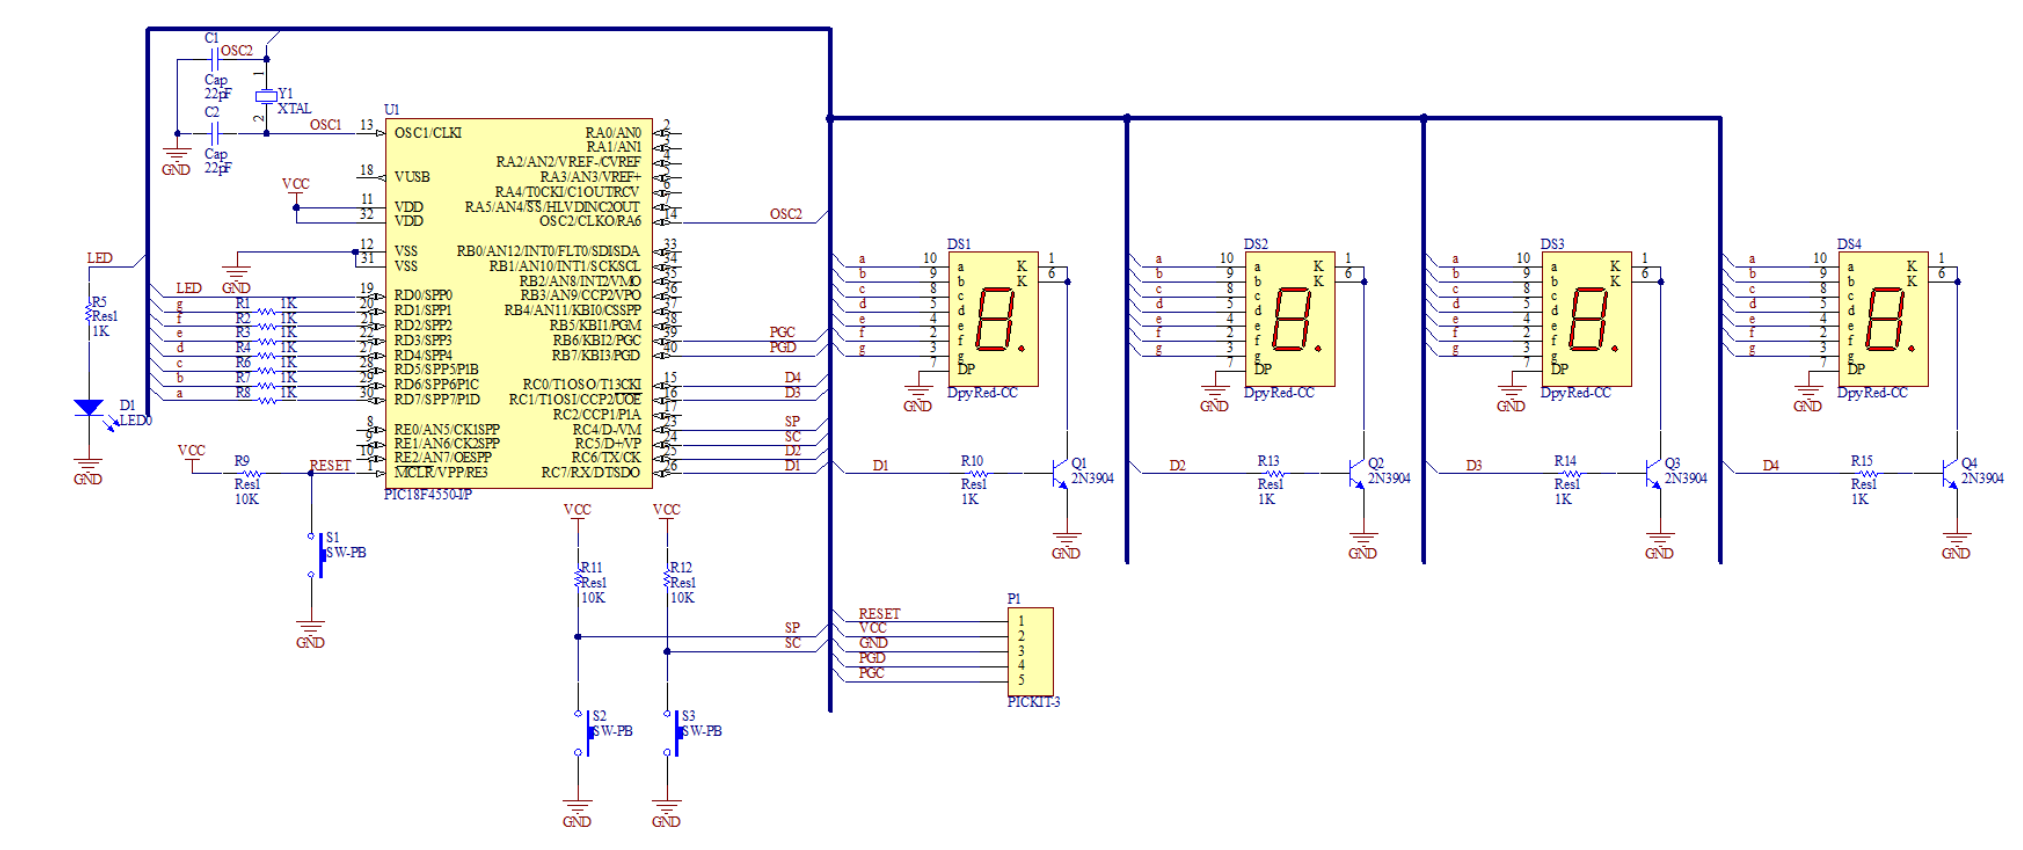 C1
OSC2
Cap
22pF
1
Y1
XTAL
C2
2
Cap
22pF
GND
OSC1
U1
13 OSC1/CLKI
18 VUSB
VCC
11 VDD
32 VDD
12 VSS
31 VSS
GND
LED 19 RD0/SPP0
g R1 1K 20 RD1/SPP1
f R2 1K 21 RD2/SPP2
e R3 1K 22 RD3/SPP3
d R4 1K 27 RD4/SPP4
c R6 1K 28 RD5/SPP5/P1B
b R7 1K 29 RD6/SPP6P1C
a R8 1K 30 RD7/SPP7/P1D
8 RE0/AN5/CK1SPP
9 RE1/AN6/CK2SPP
10 RE2/AN7/OESPP
RESET 1 MCLR/VPP/RE3
PIC18F4550-I/P
RA0/AN0 2
RA1/AN1 3
RA2/AN2/VREF-/CVREF 4
RA3/AN3/VREF+ 5
RA4/T0CKI/C1OUT/RCV 6
RA5/AN4/SS/HLVDIN/C2OUT 7
OSC2/CLKO/RA6 14 OSC2
RB0/AN12/INT0/FLT0/SDI/SDA 33
RB1/AN10/INT1/SCK/SCL 34
RB2/AN8/INT2/VMO 35
RB3/AN9/CCP2/VPO 36
RB4/AN11/KBI0/CSSPP 37
RB5/KBI1/PGM 38
RB6/KBI2/PGC 39 PGC
RB7/KBI3/PGD 40 PGD
RC0/T1OSO/T13CKI 15 D4
RC1/T1OSI/CCP2/UOE 16 D3
RC2/CCP1/P1A 17
RC4/D-/VM 23 SP
RC5/D+/VP 24 SC
RC6/TX/CK 25 D2
RC7/RX/DT/SDO 26 D1
LED
R5
Res1
1K
D1
LED0
GND
VCC
R9
Res1
10K
S1
SW-PB
GND
VCC
R11
Res1
10K
SP
S2
SW-PB
GND
VCC
R12
Res1
10K
SC
S3
SW-PB
GND
DS1
a 10 a K 1
b 9 b K 6
c 8 c
d 5 d
e 4 e
f 2 f
g 3 g
7 DP
GND
DpyRed-CC
D1
R10
Res1
1K
Q1
2N3904
GND
DS2
a 10 a K 1
b 9 b K 6
c 8 c
d 5 d
e 4 e
f 2 f
g 3 g
7 DP
GND
DpyRed-CC
D2
R13
Res1
1K
Q2
2N3904
GND
DS3
a 10 a K 1
b 9 b K 6
c 8 c
d 5 d
e 4 e
f 2 f
g 3 g
7 DP
GND
DpyRed-CC
D3
R14
Res1
1K
Q3
2N3904
GND
DS4
a 10 a K 1
b 9 b K 6
c 8 c
d 5 d
e 4 e
f 2 f
g 3 g
7 DP
GND
DpyRed-CC
D4
R15
Res1
1K
Q4
2N3904
GND
P1
RESET 1
VCC 2
GND 3
PGD 4
PGC 5
PICKIT-3